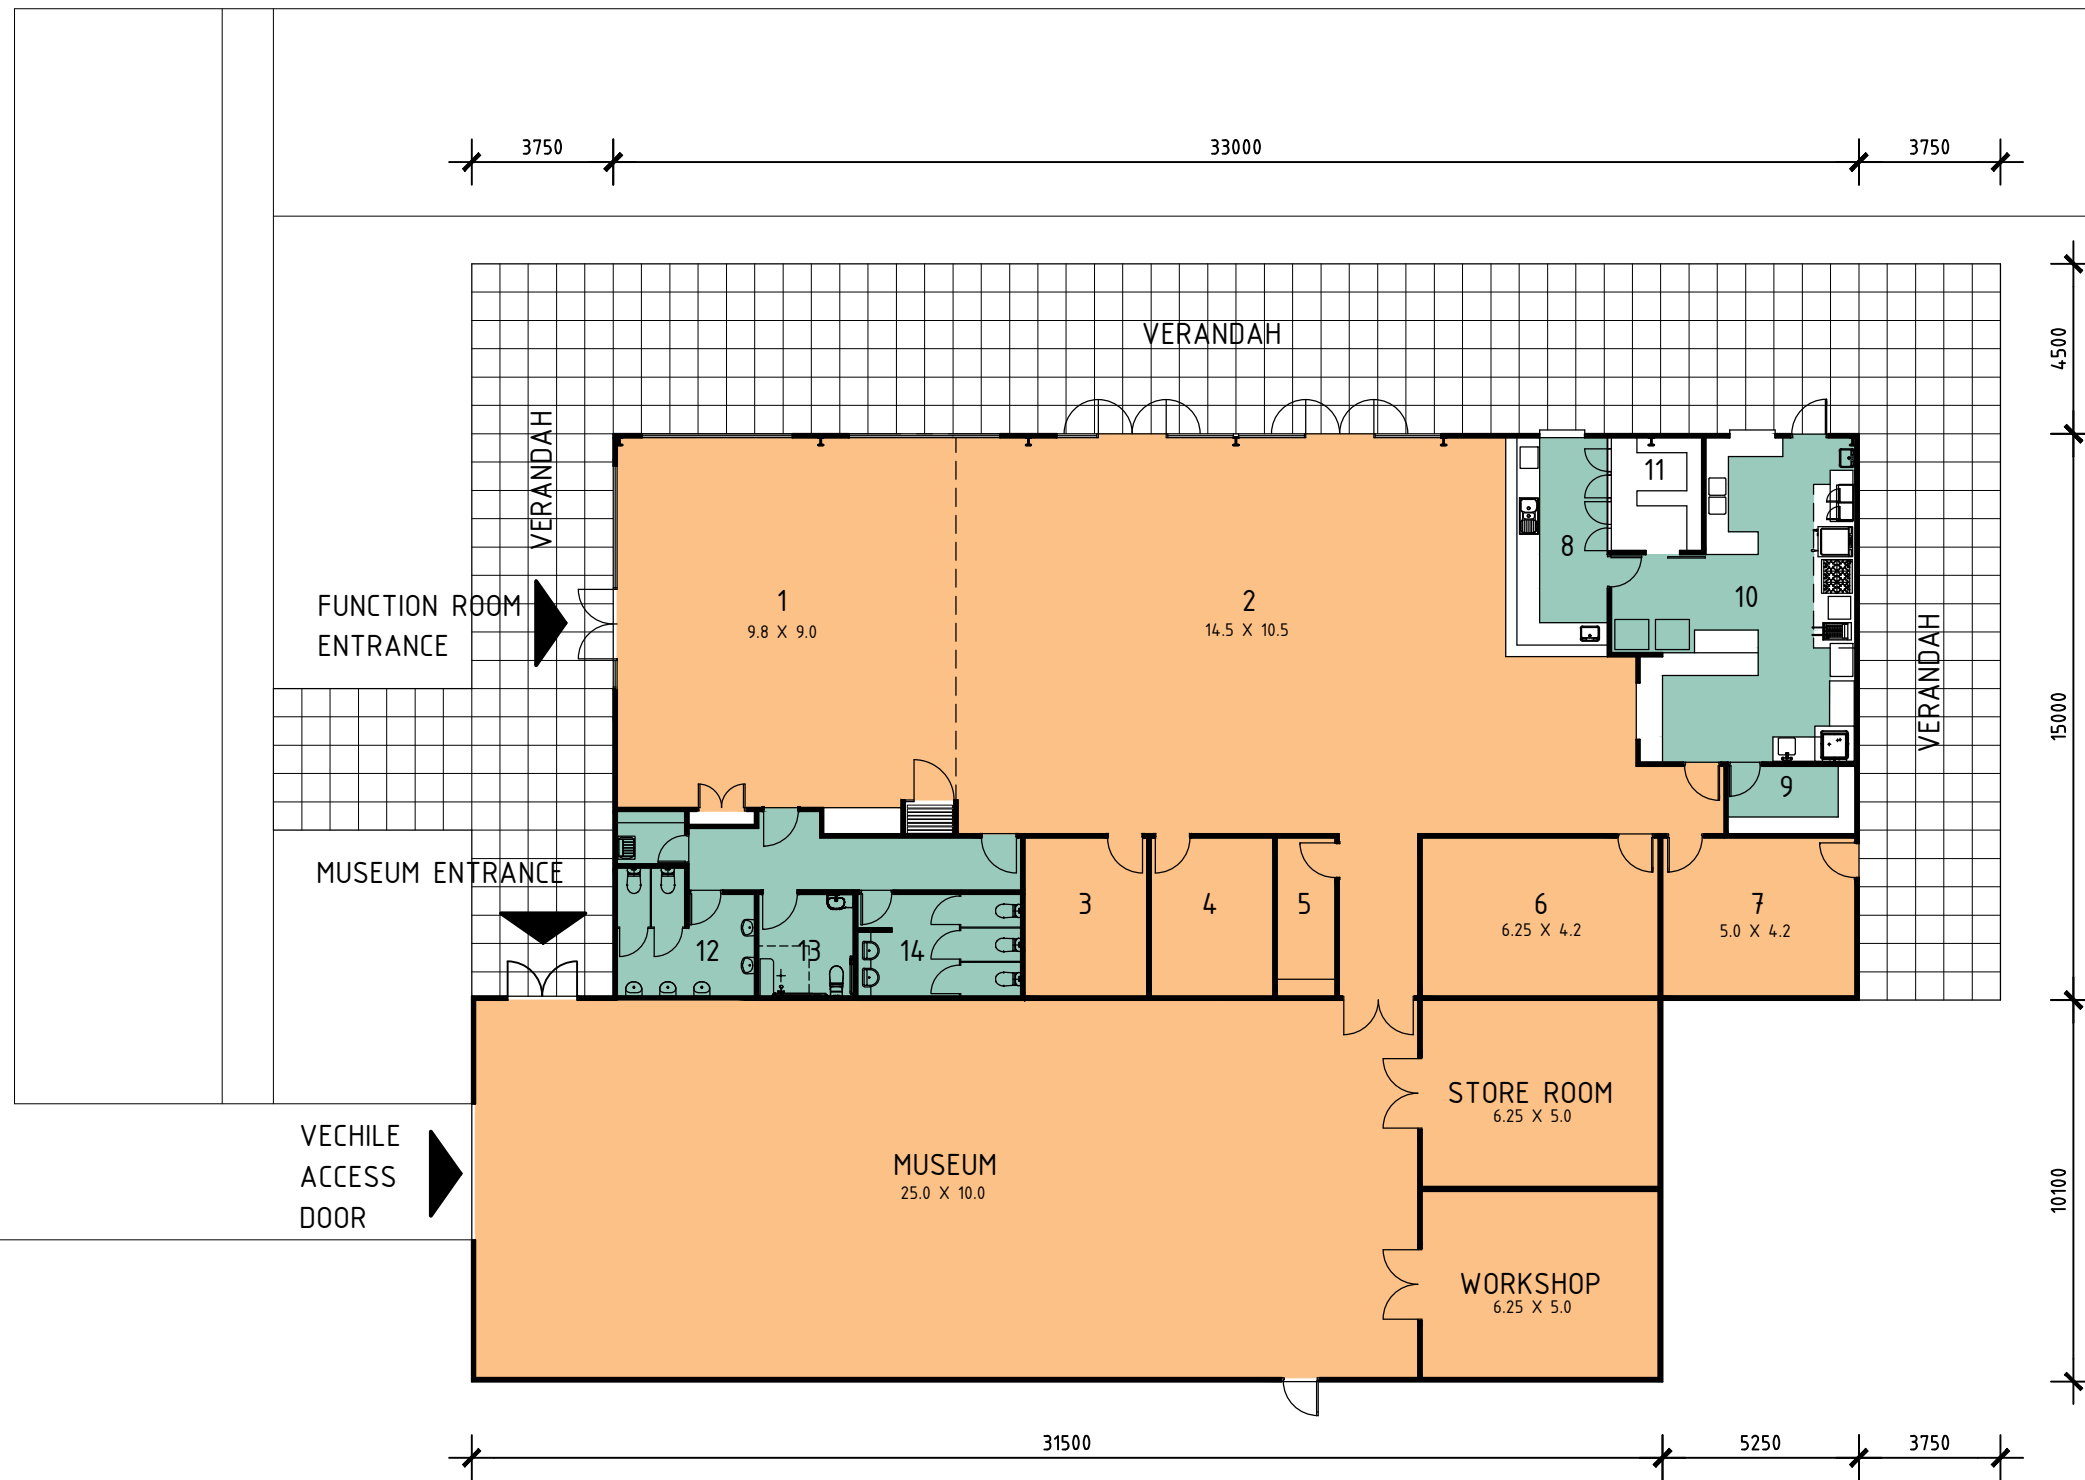 3750
33000
3750
VERANDAH
4500
VERANDAH
11
8
1
9.8 X 9.0
2
14.5 X 10.5
10
FUNCTION ROOM
ENTRANCE
VERANDAH
15000
9
MUSEUM ENTRANCE
3
4
5
6
6.25 X 4.2
7
5.0 X 4.2
12
13
14
STORE ROOM
6.25 X 5.0
VECHILE
ACCESS
DOOR
MUSEUM
25.0 X 10.0
10100
WORKSHOP
6.25 X 5.0
31500
5250
3750